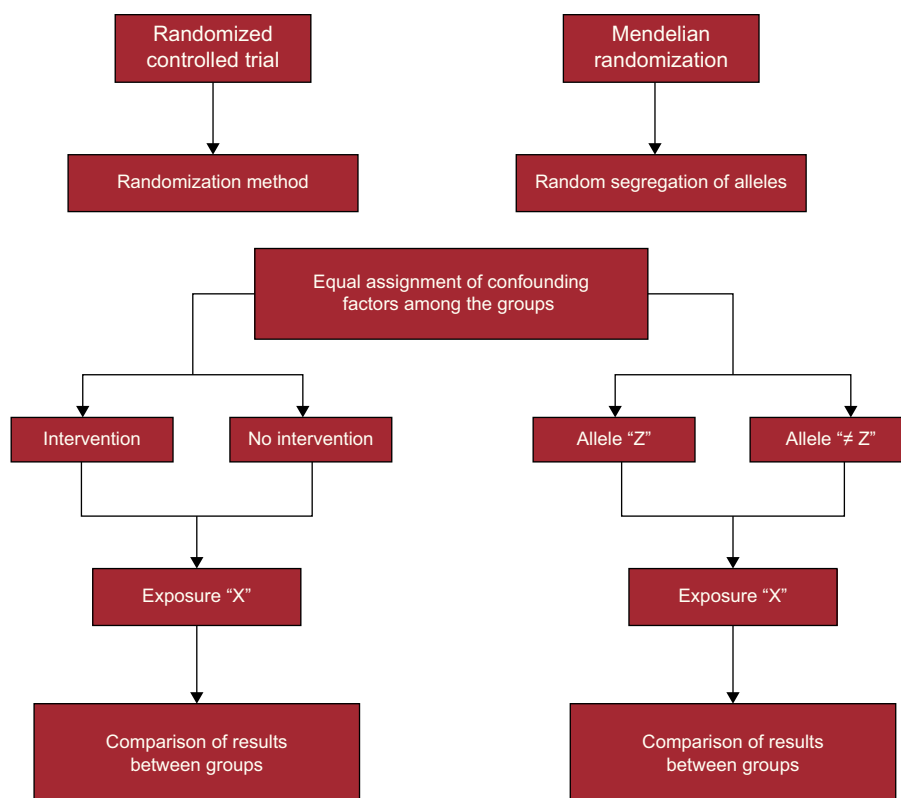 Randomized
controlled trial
Mendelian
randomization
Randomization method
Random segregation of alleles
Equal assignment of confounding
factors among the groups
Intervention
No intervention
Allele “Z”
Allele “≠ Z”
Exposure “X”
Exposure “X”
Comparison of results
between groups
Comparison of results
between groups